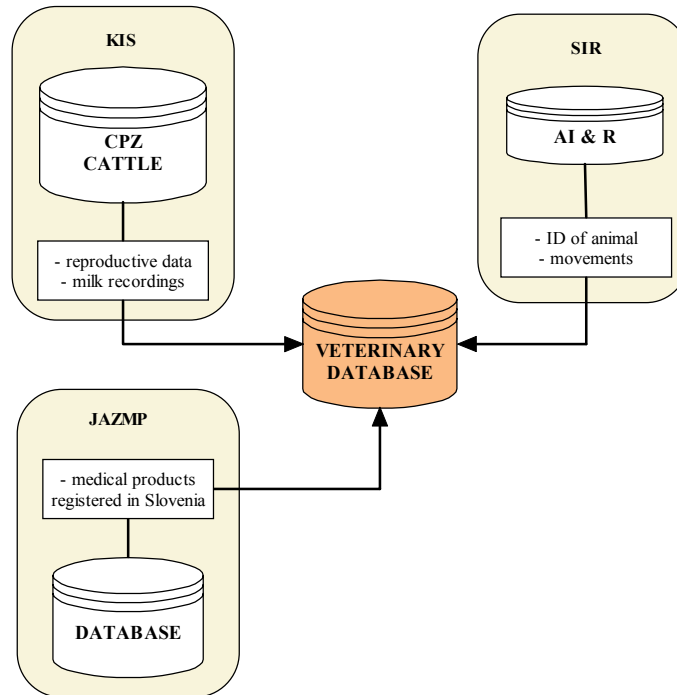 KIS
CPZ
CATTLE
- reproductive data
- milk recordings
SIR
AI & R
- ID of animal
- movements
VETERINARY
DATABASE
JAZMP
- medical products
registered in Slovenia
DATABASE